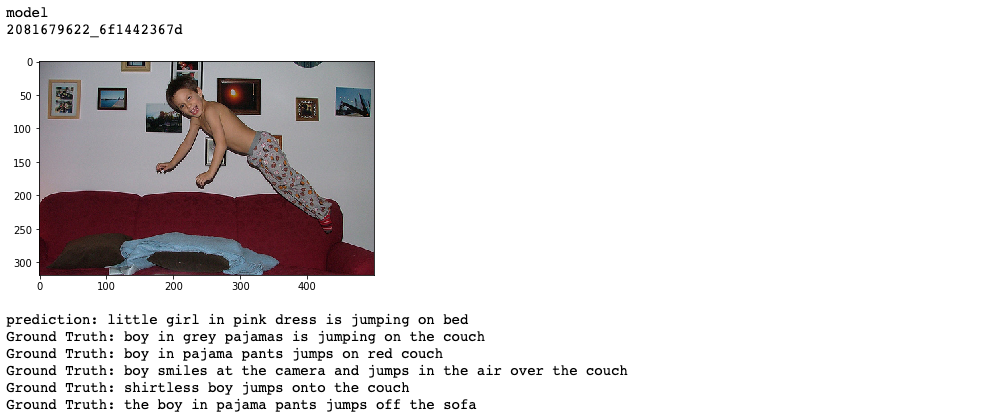 model
2081679622_6f1442367d
0
50
100
150
200
250
300
0 100 200 300 400
prediction: little girl in pink dress is jumping on bed
Ground Truth: boy in grey pajamas is jumping on the couch
Ground Truth: boy in pajama pants jumps on red couch
Ground Truth: boy smiles at the camera and jumps in the air over the couch
Ground Truth: shirtless boy jumps onto the couch
Ground Truth: the boy in pajama pants jumps off the sofa